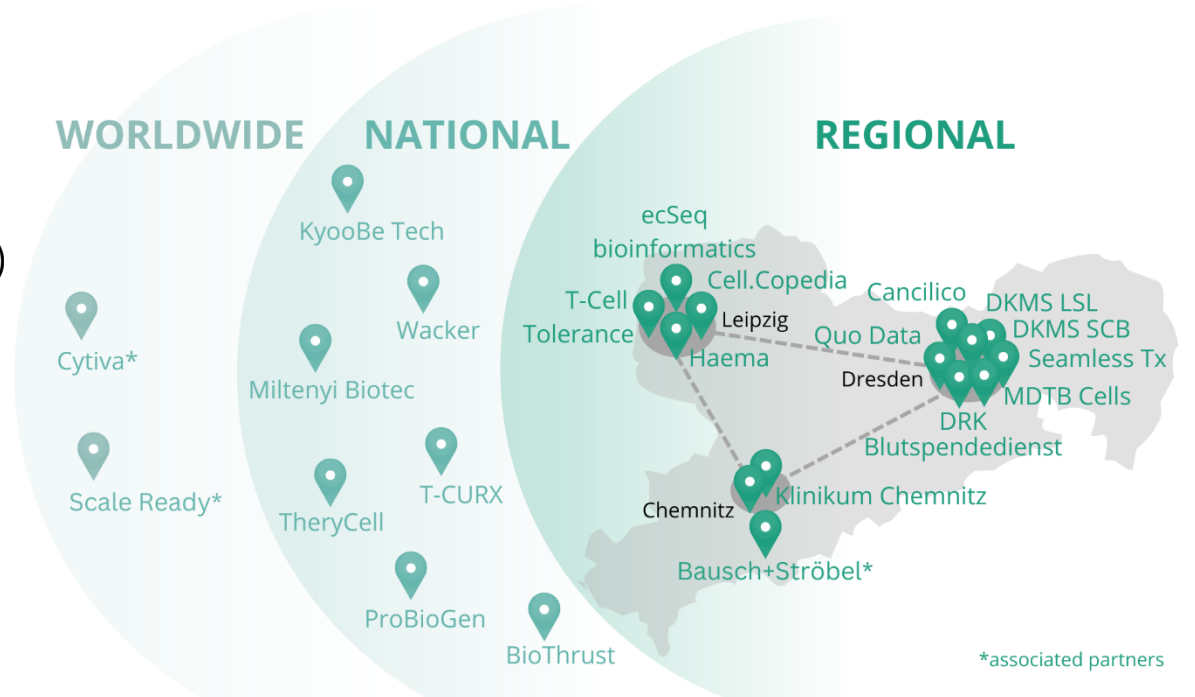 )
WORLDWIDE
NATIONAL
REGIONAL
Cytiva*
Scale Ready*
KyooBe Tech
Wacker
Miltenyi Biotec
T-CURX
TheryCell
ProBioGen
BioThrust
ecSeq
bioinformatics
Cell.Copedia
T-Cell
Tolerance
Leipzig
Haema
Cancilico
DKMS LSL
Quo Data
DKMS SCB
Seamless Tx
Dresden
MDTB Cells
DRK
Blutspendedienst
Klinikum Chemnitz
Chemnitz
Bausch+Ströbel*
*associated partners